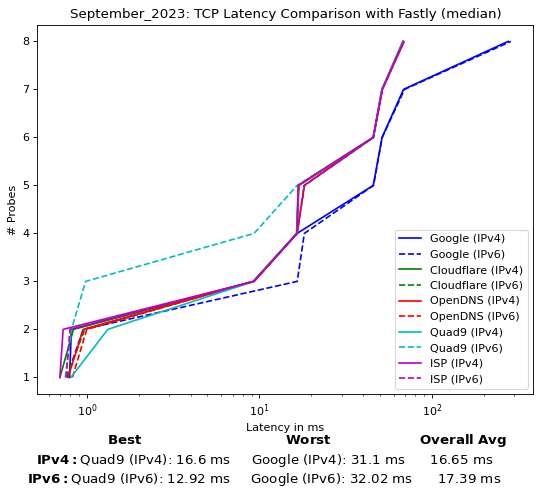 September_2023: TCP Latency Comparison with Fastly (median)
8
7
6
5
4
3
2
1
# Probes
Google (IPv4)
Google (IPv6)
Cloudflare (IPv4)
Cloudflare (IPv6)
OpenDNS (IPv4)
OpenDNS (IPv6)
Quad9 (IPv4)
Quad9 (IPv6)
ISP (IPv4)
ISP (IPv6)
10⁰ 10¹ 10²
Latency in ms
Best Worst Overall Avg
IPv4: Quad9 (IPv4): 16.6 ms Google (IPv4): 31.1 ms 16.65 ms
IPv6: Quad9 (IPv6): 12.92 ms Google (IPv6): 32.02 ms 17.39 ms